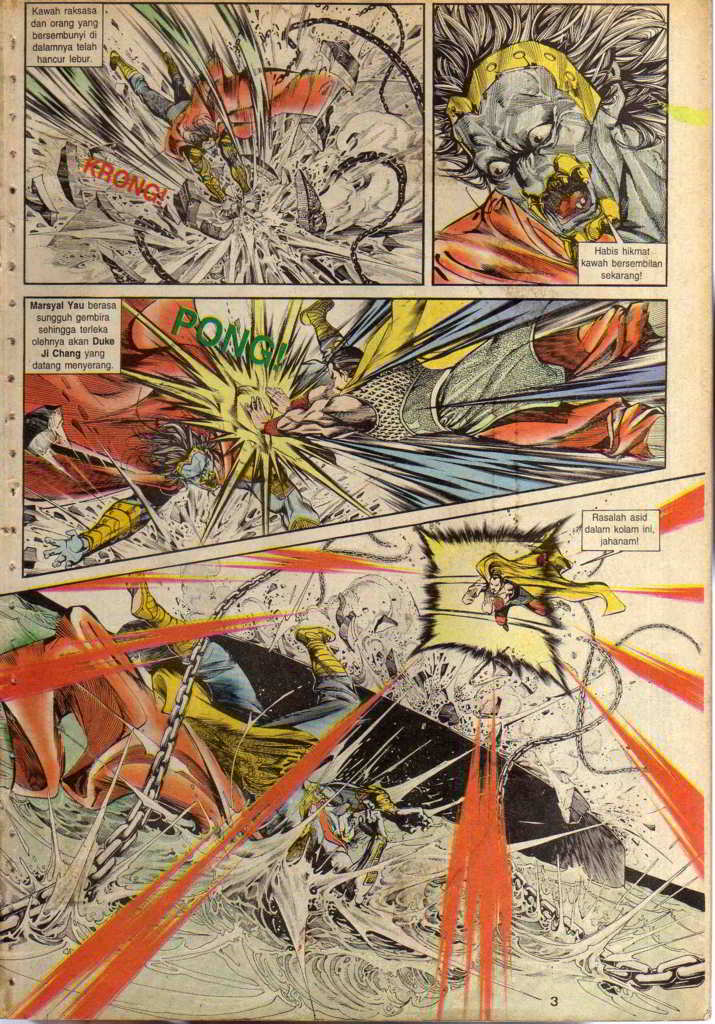 Kawah raksasa
dan orang yang
bersembunyi di
dalamnya telah
hancur lebur.
KRONG!
Habis hikmat
kawah bersembilan
sekarang!
Marsyal Yau berasa
sungguh gembira
sehingga terleka
olehnya akan Duke
Ji Chang yang
datang menyerang.
PONG!
Rasalah asid
dalam kolam ini,
jahanam!
3